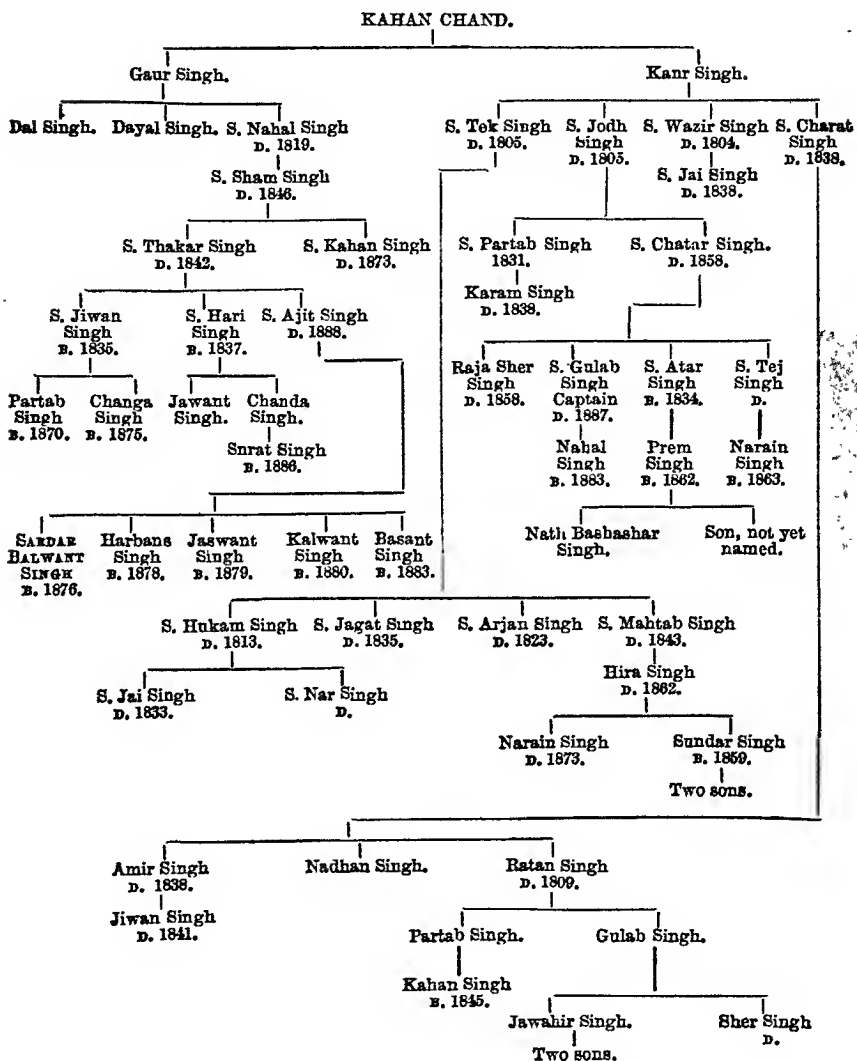 KAHAN CHAND.
Gaur Singh. Kanr Singh.
Dal Singh. Dayal Singh. S. Nahal Singh S. Tek Singh S. Jodh S. Wazir Singh S. Charat
D. 1819. D. 1805. Singh D. 1804. Singh
D. 1805. D. 1838.
S. Sham Singh S. Jai Singh
D. 1846. D. 1838.
S. Thakar Singh S. Kahan Singh S. Partab Singh S. Chatar Singh.
D. 1842. D. 1873. 1831. D. 1858.
Karam Singh
D. 1838.
S. Jiwan S. Hari S. Ajit Singh
Singh Singh D. 1888.
B. 1835. B. 1837.
Raja Sher S. Gulab S. Atar S. Tej
Singh Singh Singh Singh
D. 1858. Captain B. 1834. D.
D. 1887.
Partab Changa Jawant Chanda
Singh Singh Singh. Singh.
B. 1870. B. 1875.
Snrat Singh
B. 1886.
Nahal Prem Narain
Singh Singh Singh
B. 1883. B. 1862. B. 1863.
Nath Basbashar Son, not yet
Singh. named.
SARDAR Harbans Jaswant Kalwant Basant
BALWANT Singh Singh Singh Singh
SINGH B. 1878. B. 1879. B. 1880. B. 1883.
B. 1876.
S. Hukam Singh S. Jagat Singh S. Arjan Singh S. Mahtab Singh
D. 1813. D. 1835. D. 1823. D. 1843.
S. Jai Singh S. Nar Singh Hira Singh
D. 1833. D. D. 1862.
Narain Singh Sundar Singh
D. 1873. B. 1859.
Two sons.
Amir Singh Nadhan Singh. Ratan Singh
D. 1838. D. 1809.
Jiwan Singh Partab Singh. Gulab Singh.
D. 1841.
Kahan Singh
B. 1845.
Jawahir Singh. Sher Singh
D.
Two sons.